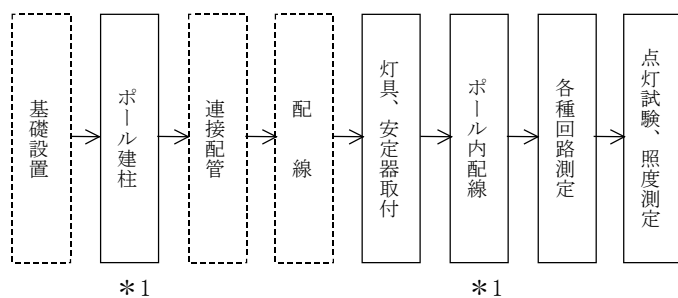 基礎設置
ポール建柱
連接配管
配線
灯具、安定器取付
ポール内配線
各種回路測定
点灯試験、照度測定
*1
*1